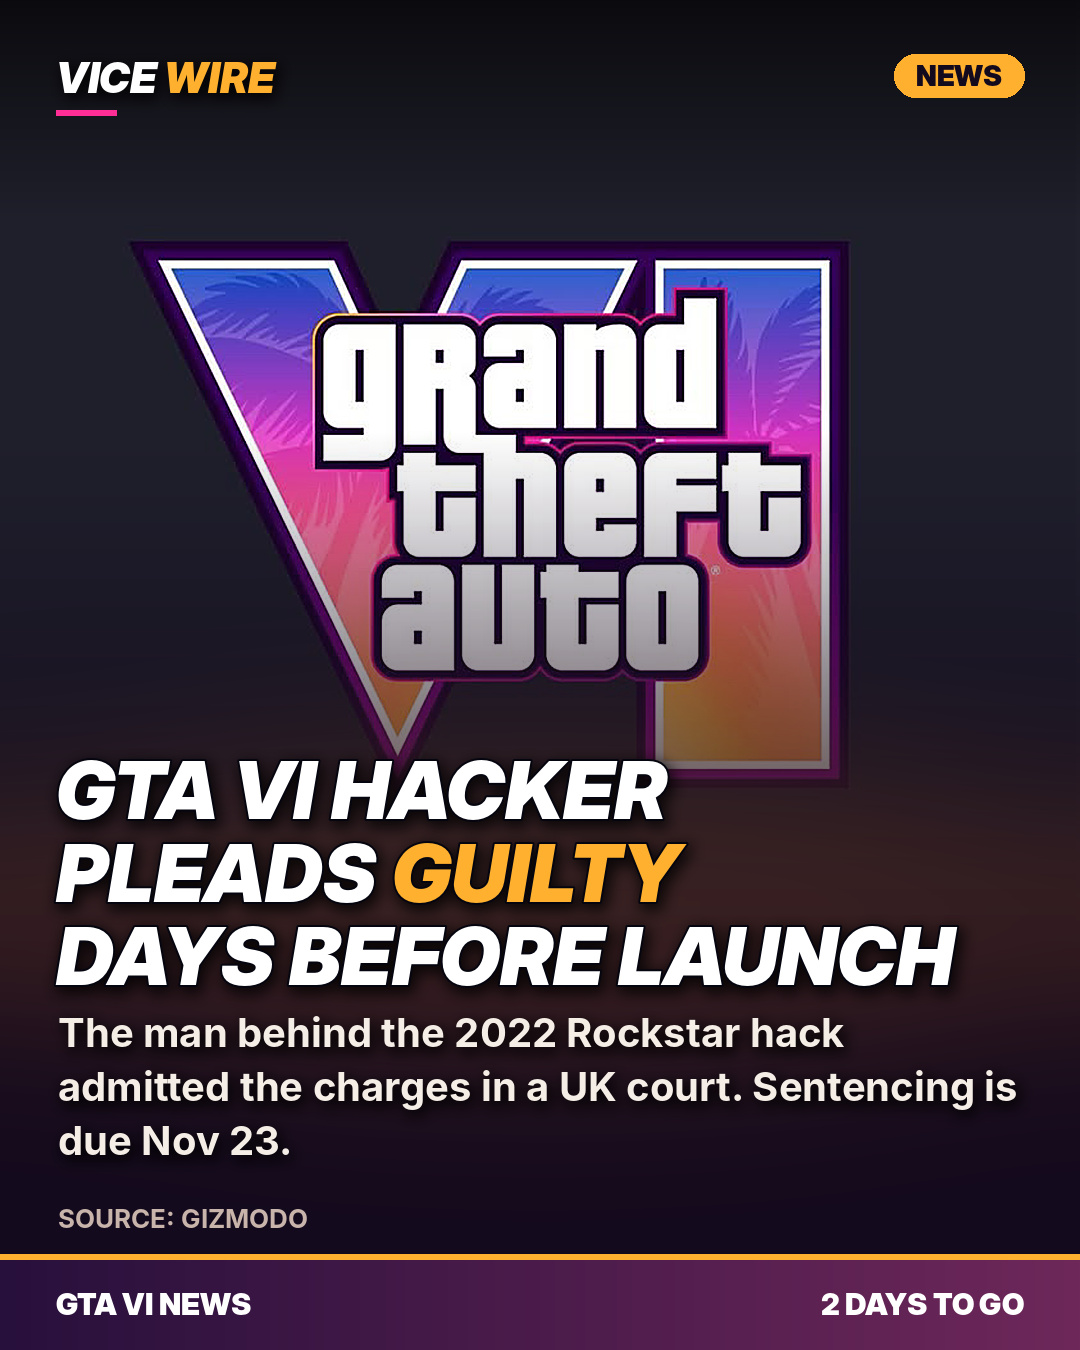 VICE WIRE
NEWS
grand
theft
auto
®
VI
GTA VI HACKER
PLEADS GUILTY
DAYS BEFORE LAUNCH
The man behind the 2022 Rockstar hack
admitted the charges in a UK court. Sentencing is
due Nov 23.
SOURCE: GIZMODO
GTA VI NEWS
2 DAYS TO GO